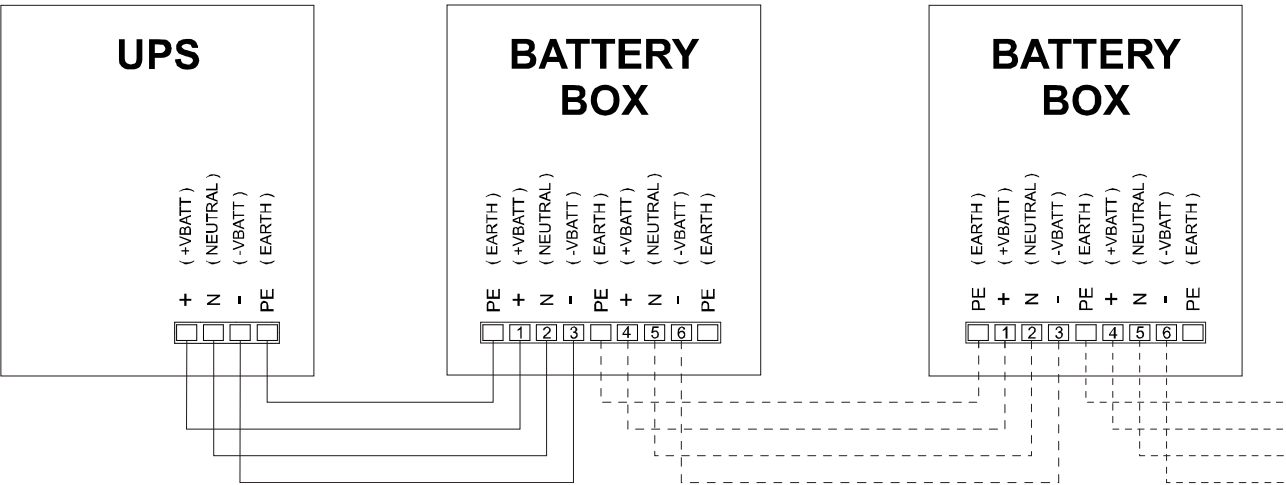 UPS
( +VBATT )
( NEUTRAL )
( -VBATT )
( EARTH )
+ N - PE
BATTERY
BOX
( EARTH )
( +VBATT )
( NEUTRAL )
( -VBATT )
( EARTH )
( +VBATT )
( NEUTRAL )
( -VBATT )
( EARTH )
PE + N - PE + N - PE
1 2 3 4 5 6
BATTERY
BOX
( EARTH )
( +VBATT )
( NEUTRAL )
( -VBATT )
( EARTH )
( +VBATT )
( NEUTRAL )
( -VBATT )
( EARTH )
PE + N - PE + N - PE
1 2 3 4 5 6